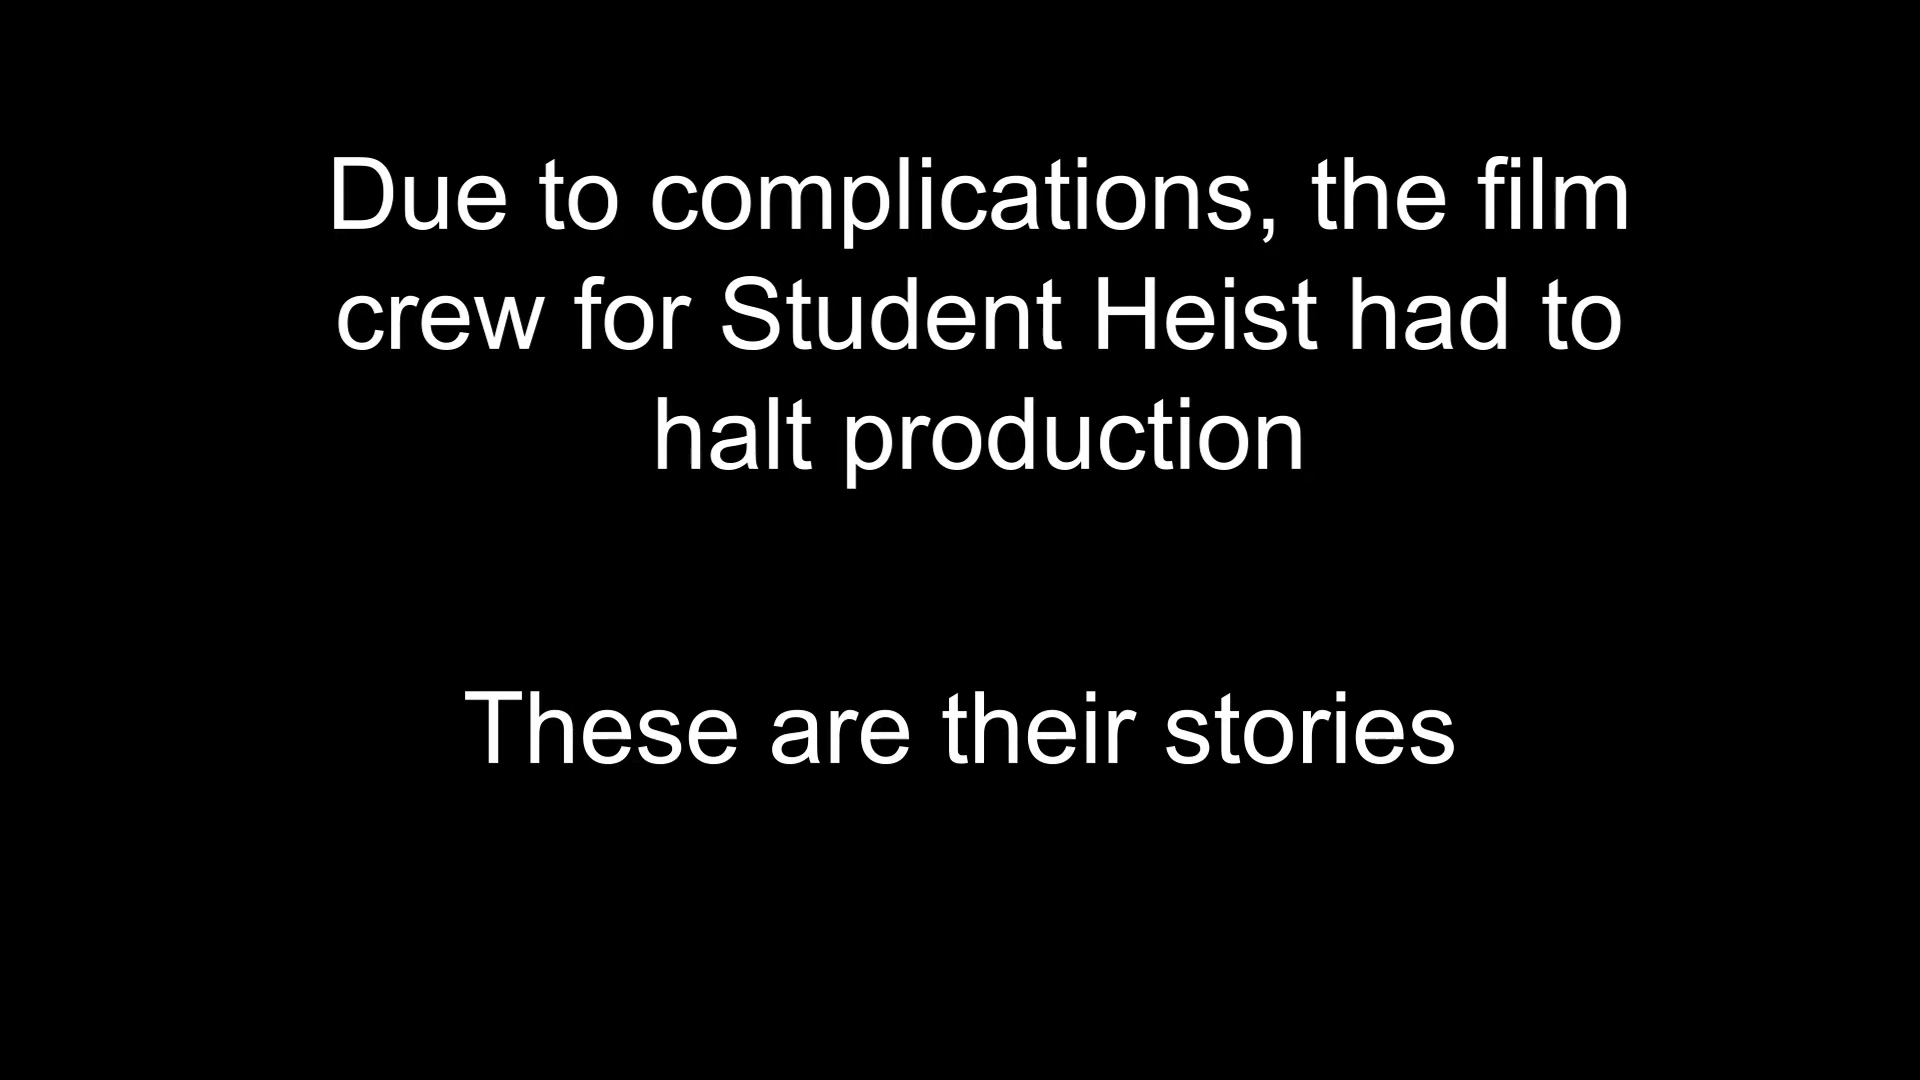 Due to complications, the film
crew for Student Heist had to
halt production
These are their stories